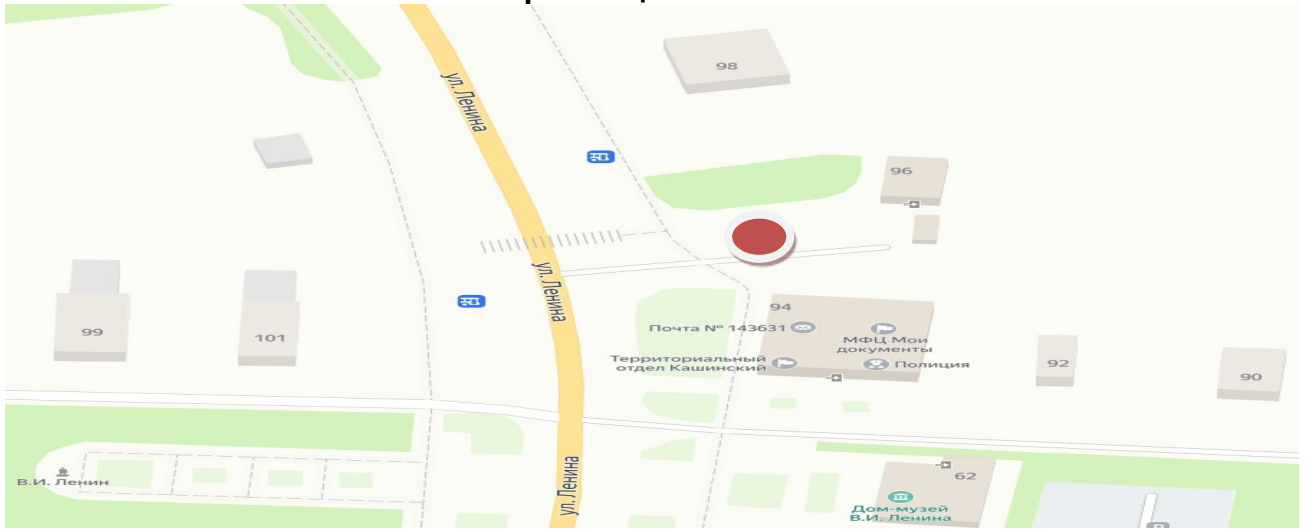 98
ул. Ленина
96
ул. Ленина
94
99
101
Почта № 143631
МФЦ Мои
документы
Территориальный
отдел Кашинский
Полиция
92
90
ул. Ленина
В.И. Ленин
62
Дом-музей
В.И. Ленина